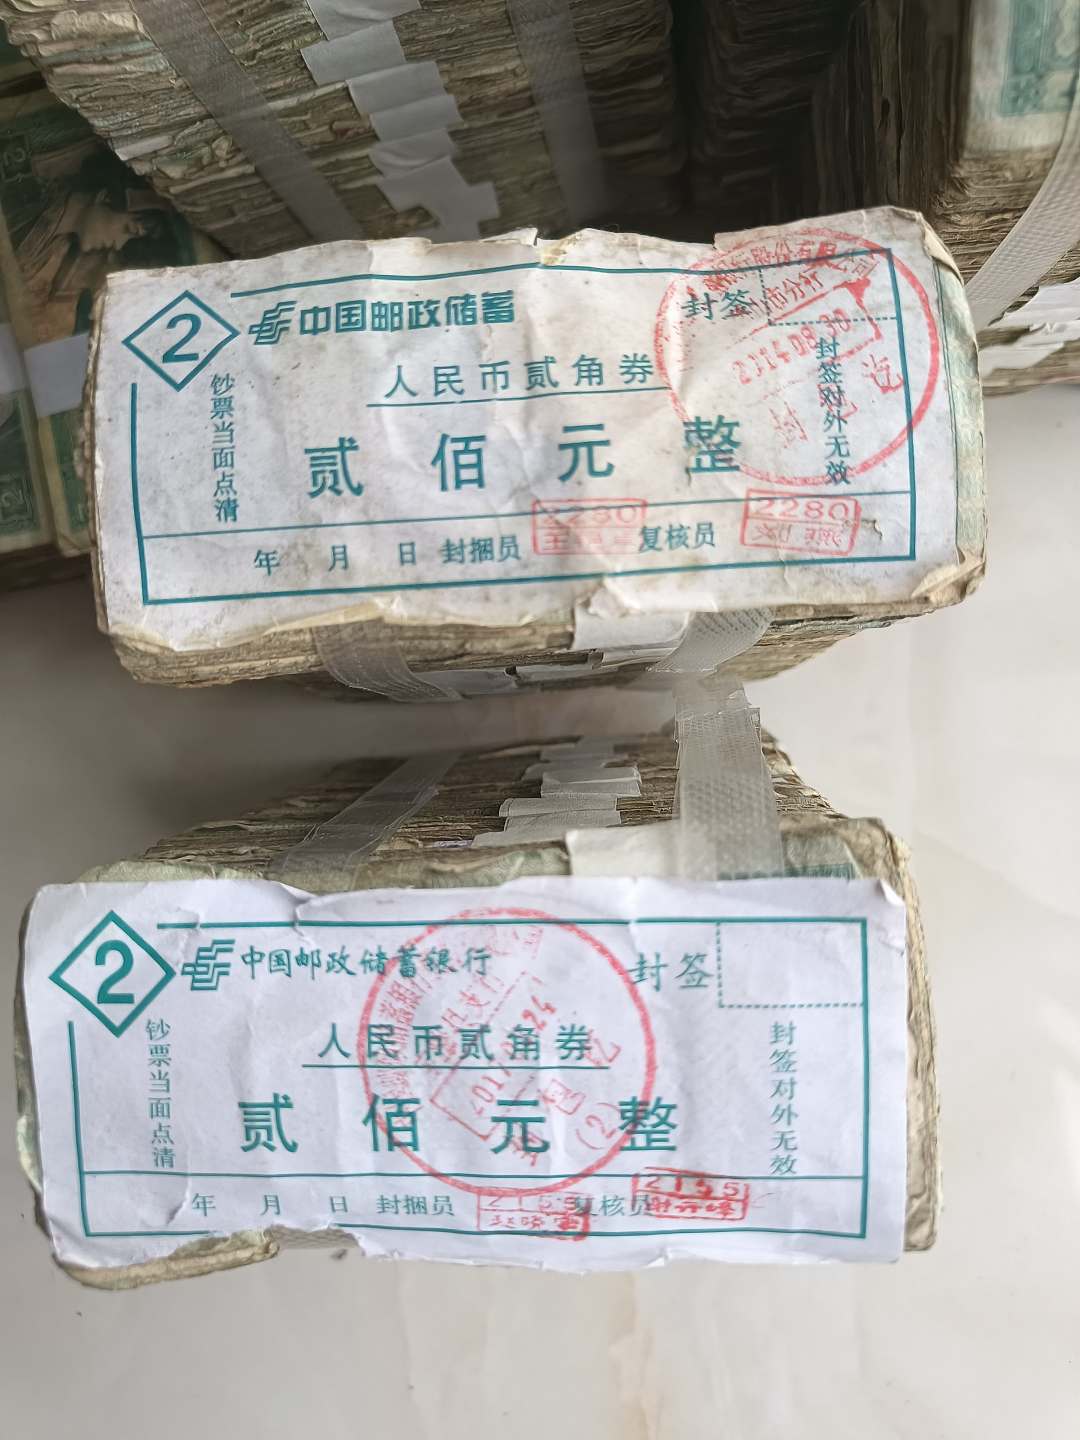 2
中国邮政储蓄
封签
人民币贰角券
钞票当面点清
封签对外无效
贰佰元整
年 月 日 封捆员
复核员
2280
2
中国邮政储蓄银行
封签
人民币贰角券
钞票当面点清
封签对外无效
贰佰元整
年 月 日 封捆员
2155
复核员
2155